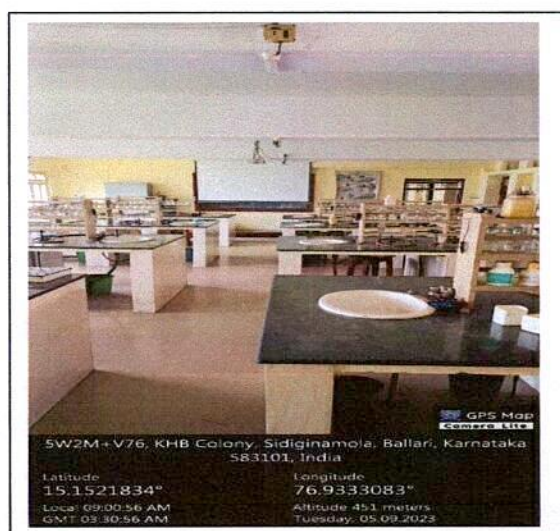 GPS Map
Camera Lite
5W2M+V76, KHB Colony, Sidiginamola, Ballari, Karnataka
583101, India
Latitude
15.1521834°
Longitude
76.9333083°
Local 09:00:56 AM
GMT 03:30:56 AM
Altitude 451 meters
Tuesday, 05.09.2023